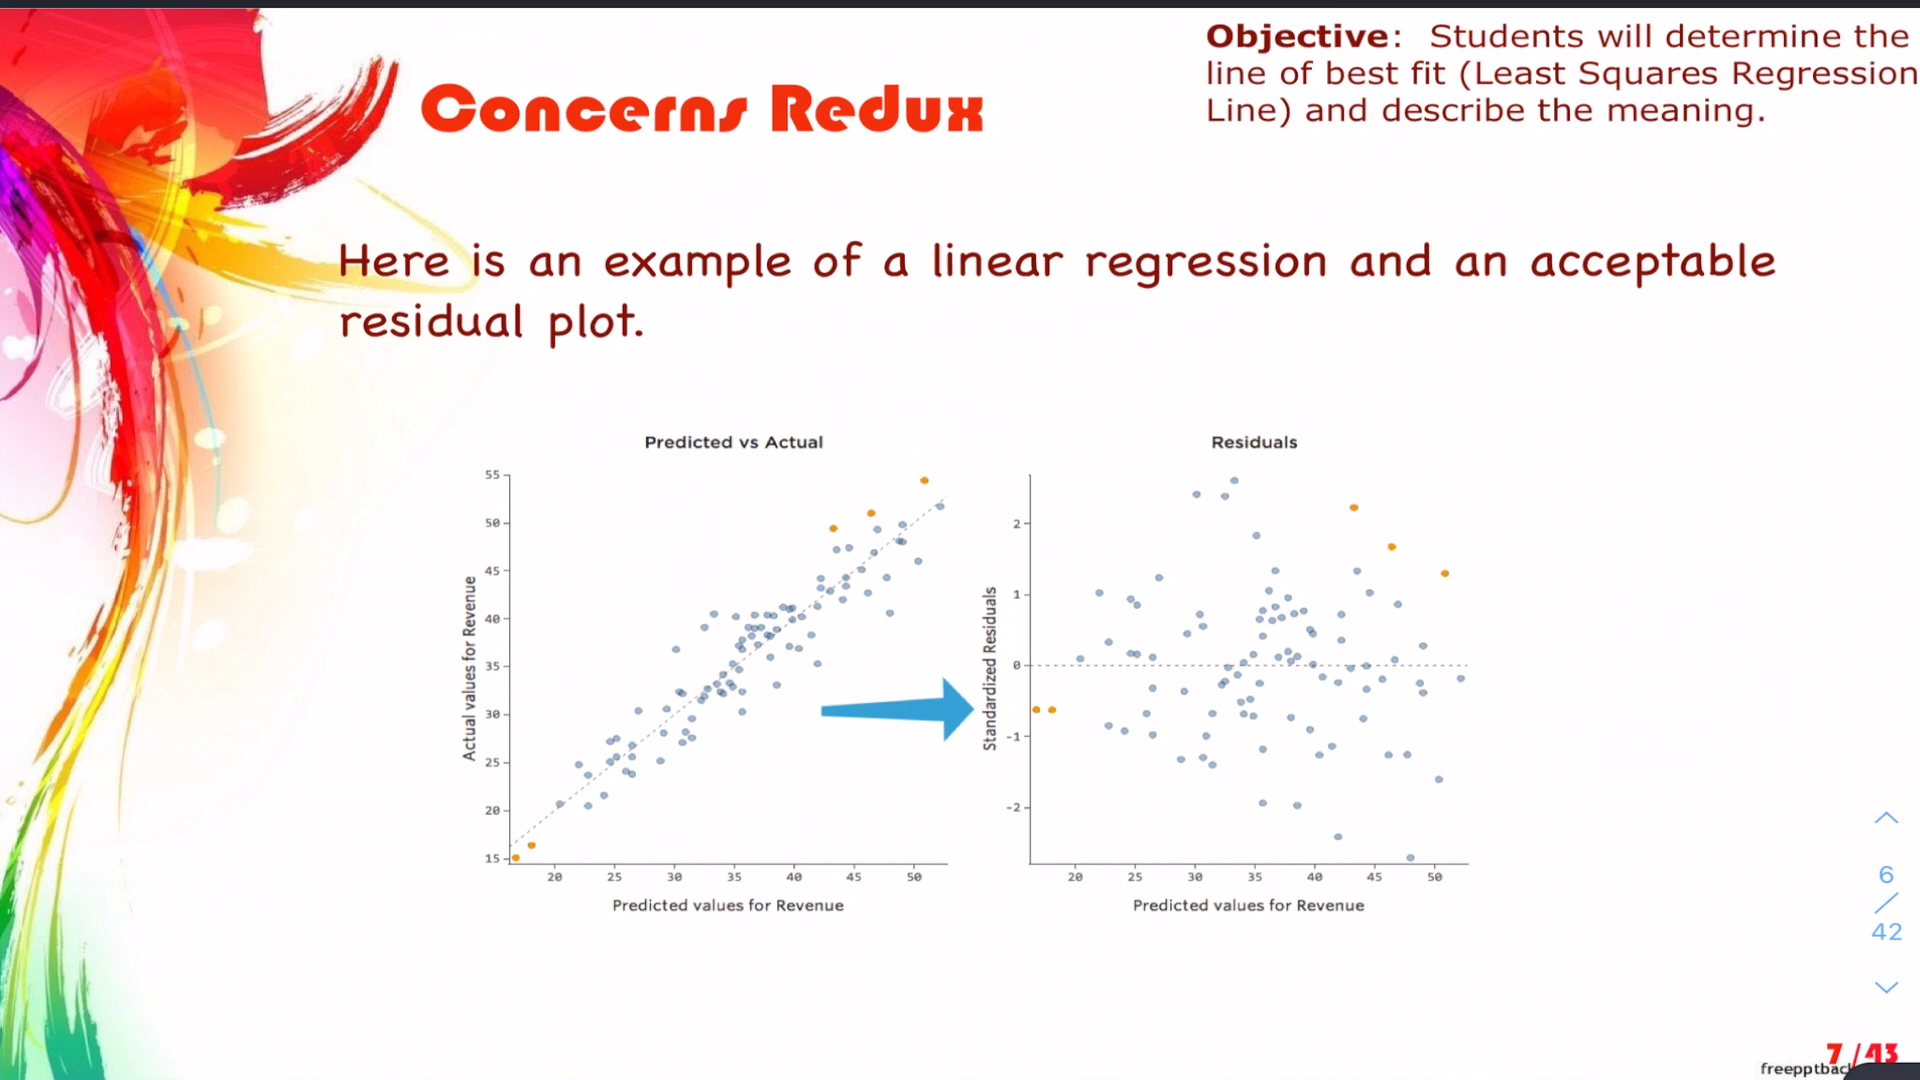 Objective: Students will determine the
line of best fit (Least Squares Regression
Line) and describe the meaning.
Concerns Redux
Here is an example of a linear regression and an acceptable
residual plot.
Predicted vs Actual
55
50
45
40
35
30
25
20
15
Actual values for Revenue
20 25 30 35 40 45 50
Predicted values for Revenue
Residuals
2
1
0
-1
-2
Standardized Residuals
20 25 30 35 40 45 50
Predicted values for Revenue
6
/
42
7/43